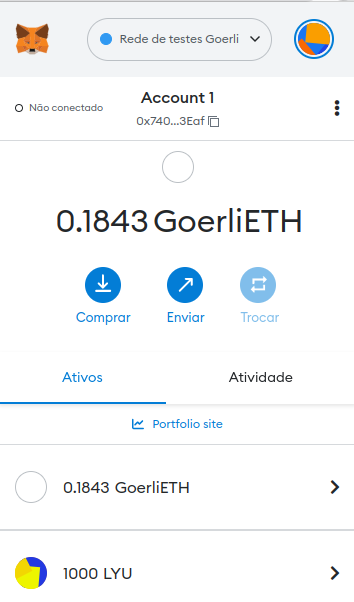 Rede de testes Goerli
Não conectado
Account 1
0x740...3Eaf
0.1843 GoerliETH
Comprar
Enviar
Trocar
Ativos
Atividade
Portfolio site
0.1843 GoerliETH
1000 LYU